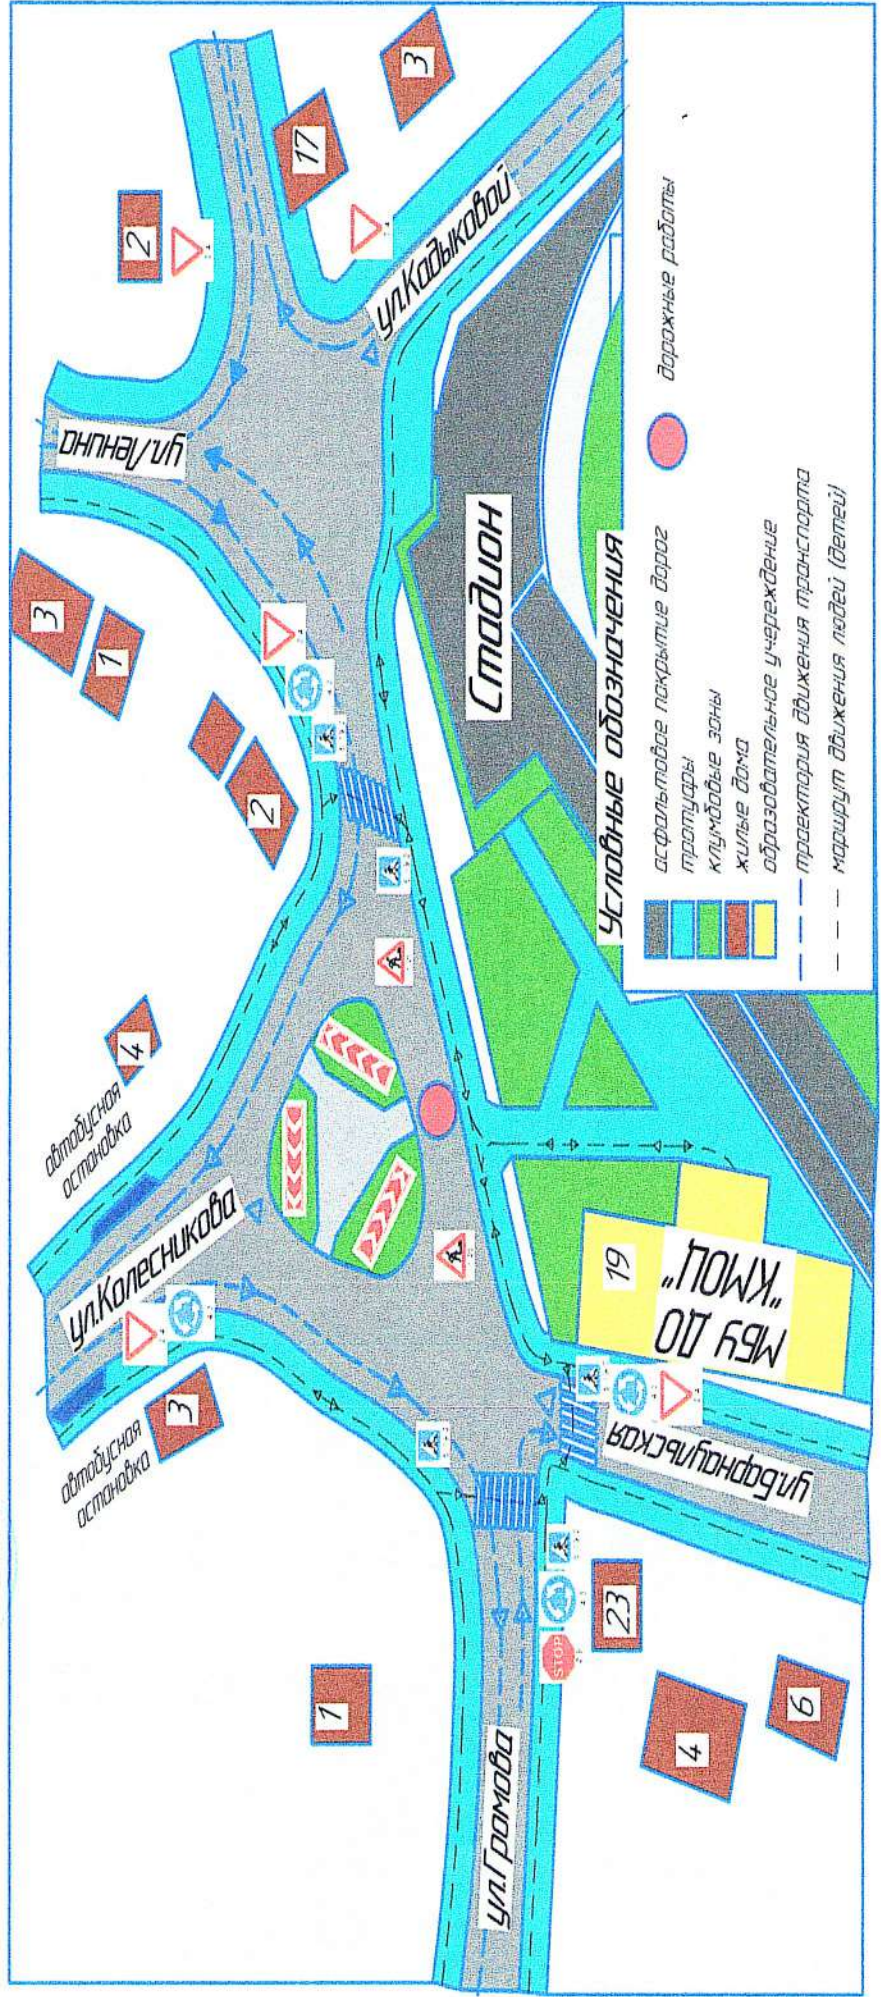 3
1
ул.Ленина
2
автобусная
остановка
4
автобусная
остановка
ул.Колесникова
3
2
17
1
3
ул.Кадыковой
Стадион
ул.Громова
STOP
19
23
МБУ ДО
"КМОЦ"
ул.Барнаульская
4
6
Условные обозначения
асфальтовое покрытие дорог
тротуары
клумбовые зоны
жилые дома
образовательное учереждение
траектория движения транспорта
маршрут движения людей (детей)
дорожные работы